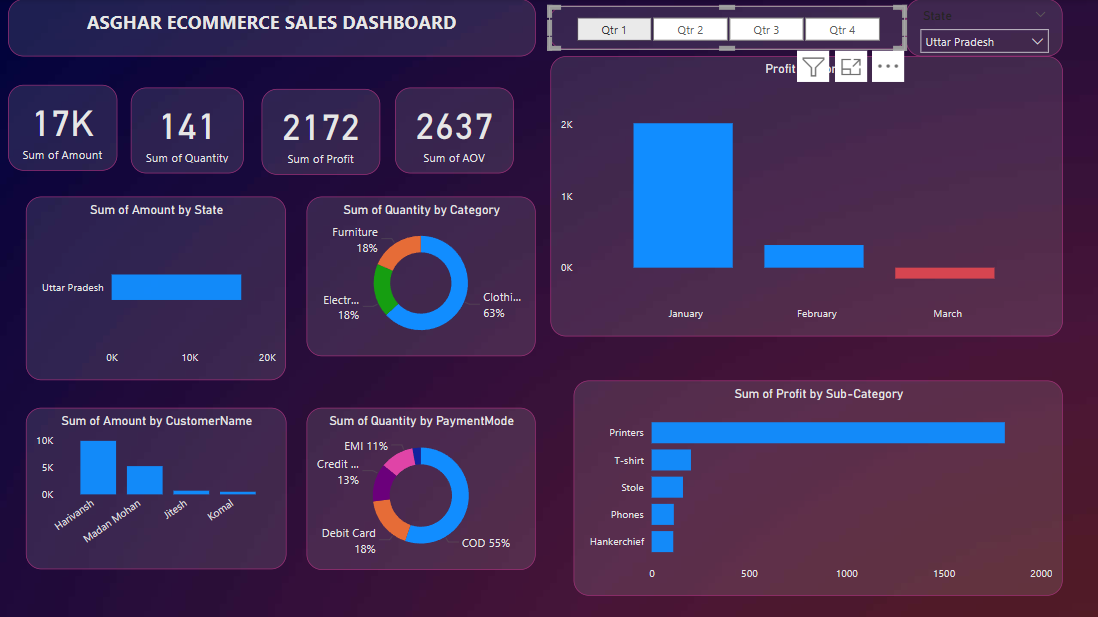 ASGHAR ECOMMERCE SALES DASHBOARD
Qtr 1
Qtr 2
Qtr 3
Qtr 4
State
Uttar Pradesh
17K
Sum of Amount
141
Sum of Quantity
2172
Sum of Profit
2637
Sum of AOV
Profit
2K
1K
0K
January
February
March
Sum of Amount by State
Uttar Pradesh
0K
10K
20K
Sum of Quantity by Category
Furniture
18%
Electr...
18%
Clothi...
63%
Sum of Amount by CustomerName
10K
5K
0K
Harivansh
Madan Mohan
Jitesh
Komal
Sum of Quantity by PaymentMode
EMI 11%
Credit ...
13%
Debit Card
18%
COD 55%
Sum of Profit by Sub-Category
Printers
T-shirt
Stole
Phones
Hankerchief
0
500
1000
1500
2000